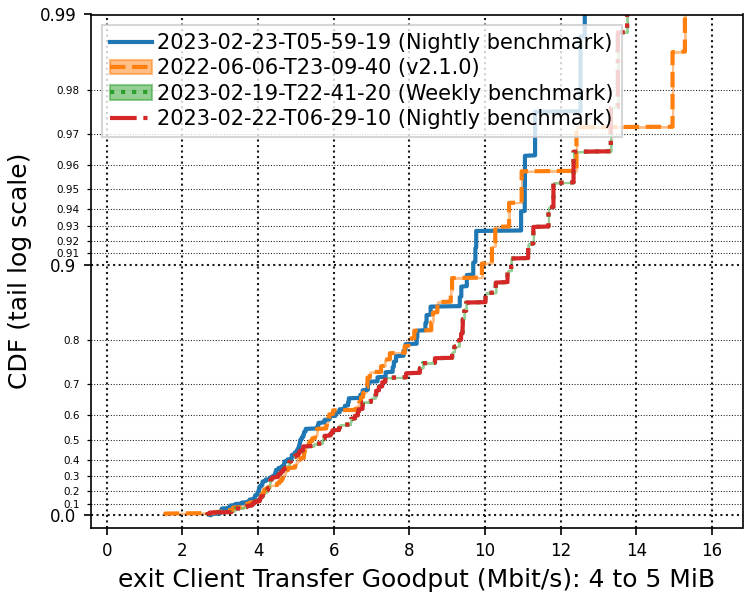 0.99
2023-02-23-T05-59-19 (Nightly benchmark)
2022-06-06-T23-09-40 (v2.1.0)
2023-02-19-T22-41-20 (Weekly benchmark)
2023-02-22-T06-29-10 (Nightly benchmark)
0.98
0.97
0.96
0.95
0.94
0.93
0.92
0.91
0.9
0.8
0.7
0.6
0.5
0.4
0.3
0.2
0.1
0.0
CDF (tail log scale)
0 2 4 6 8 10 12 14 16
exit Client Transfer Goodput (Mbit/s): 4 to 5 MiB